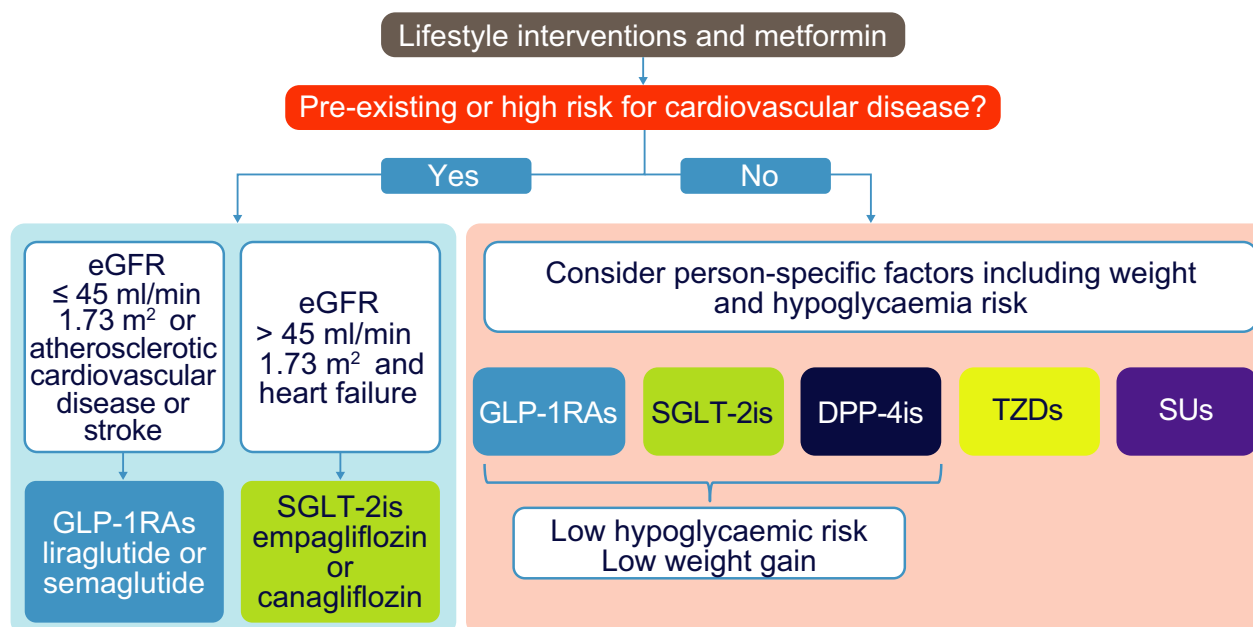 Lifestyle interventions and metformin
Pre-existing or high risk for cardiovascular disease?
Yes
No
eGFR
≤ 45 ml/min
1.73 m² or
atherosclerotic
cardiovascular
disease or
stroke
eGFR
> 45 ml/min
1.73 m² and
heart failure
GLP-1RAs
liraglutide or
semaglutide
SGLT-2is
empagliflozin
or
canagliflozin
Consider person-specific factors including weight
and hypoglycaemia risk
GLP-1RAs
SGLT-2is
DPP-4is
TZDs
SUs
Low hypoglycaemic risk
Low weight gain